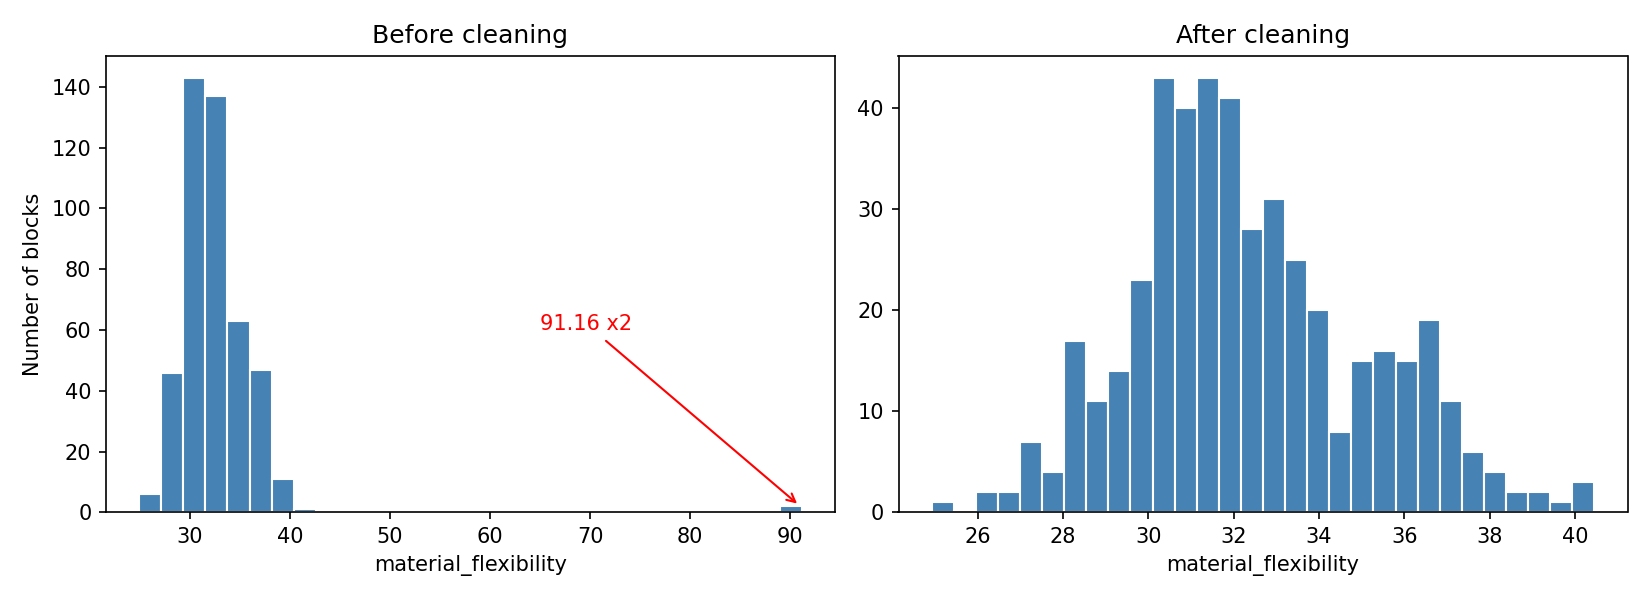 Before cleaning
After cleaning
Number of blocks
140
120
100
80
60
40
20
0
91.16 x2
30 40 50 60 70 80 90
material_flexibility
40
30
20
10
0
26 28 30 32 34 36 38 40
material_flexibility